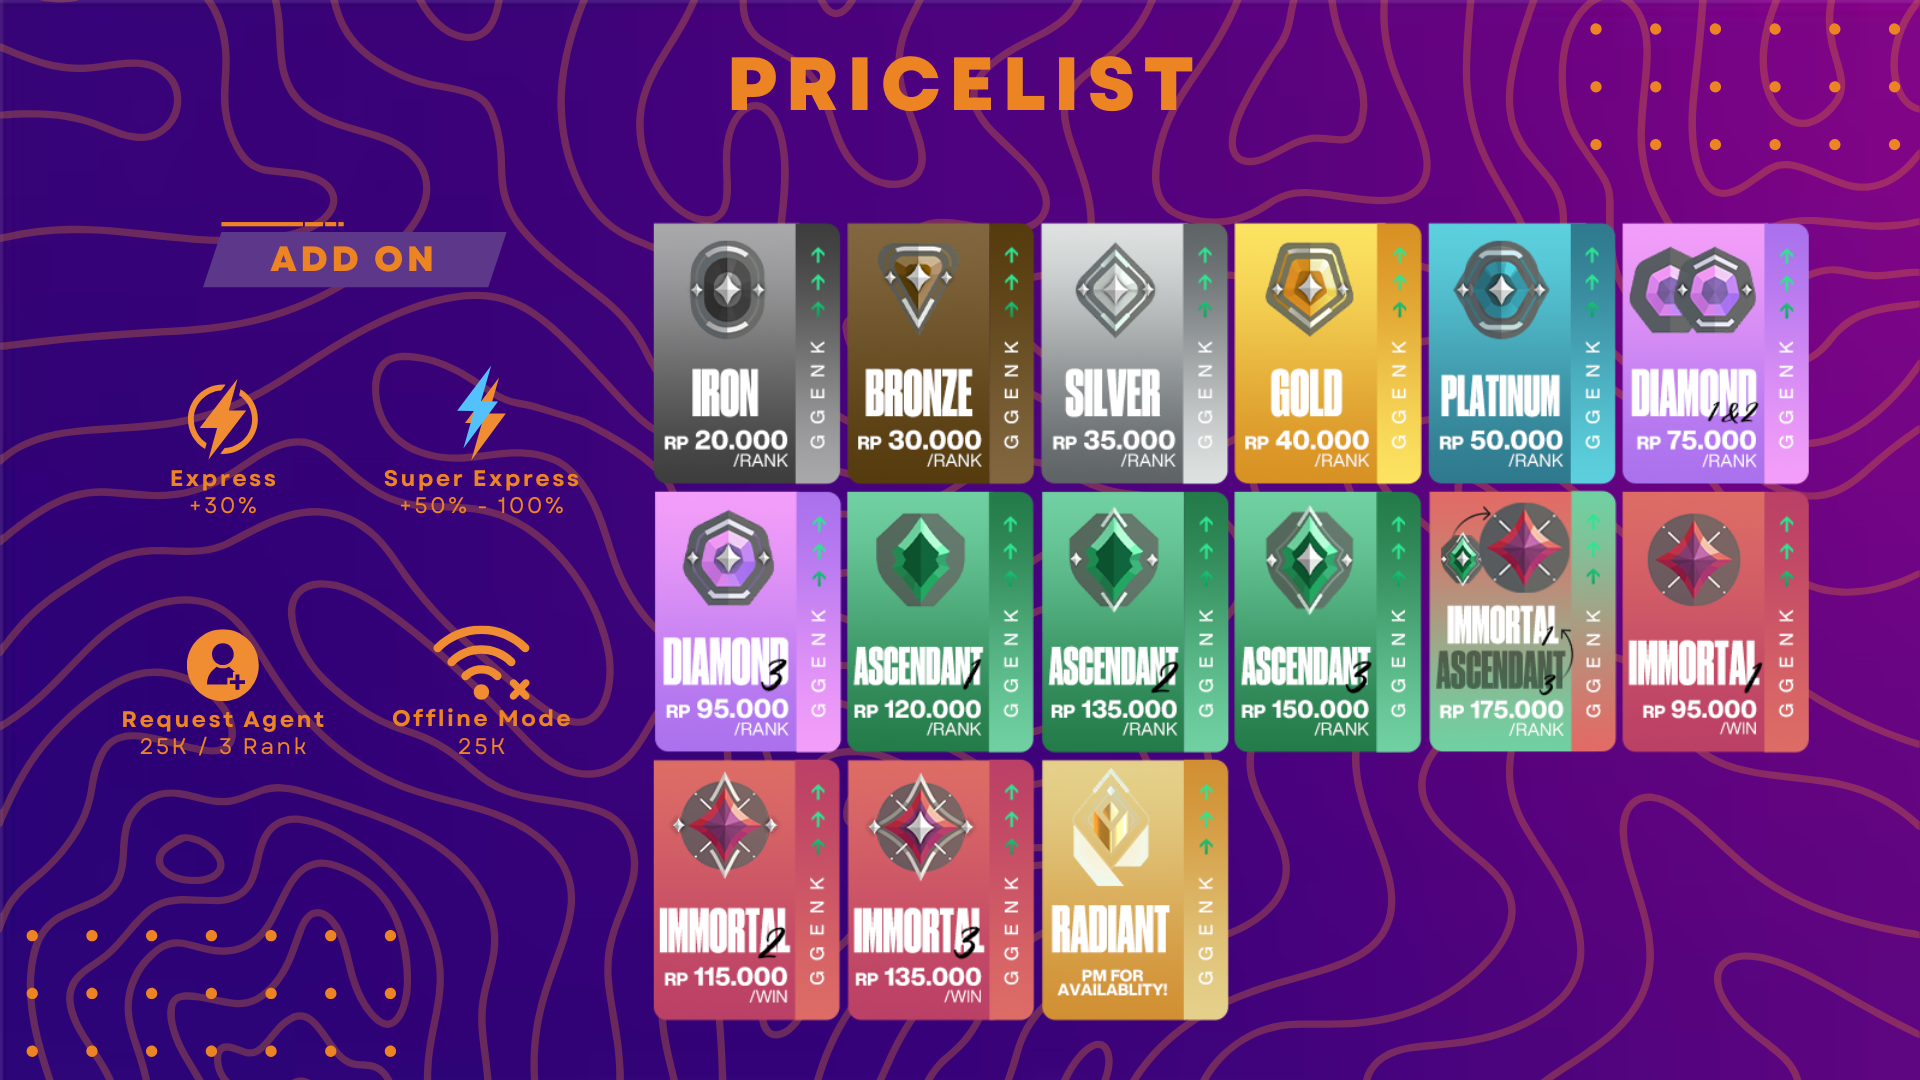 PRICELIST
ADD ON
Express
+30%
Super Express
+50% - 100%
Request Agent
25K / 3 Rank
Offline Mode
25K
IRON
RP 20.000
/RANK
GGENK
BRONZE
RP 30.000
/RANK
GGENK
SILVER
RP 35.000
/RANK
GGENK
GOLD
RP 40.000
/RANK
GGENK
PLATINUM
RP 50.000
/RANK
GGENK
DIAMOND
1 & 2
RP 75.000
/RANK
GGENK
DIAMOND
3
RP 95.000
/RANK
GGENK
ASCENDANT
1
RP 120.000
/RANK
GGENK
ASCENDANT
2
RP 135.000
/RANK
GGENK
ASCENDANT
3
RP 150.000
/RANK
GGENK
IMMORTAL
1
ASCENDANT
3
RP 175.000
/RANK
GGENK
IMMORTAL
1
RP 95.000
/WIN
GGENK
IMMORTAL
2
RP 115.000
/WIN
GGENK
IMMORTAL
3
RP 135.000
/WIN
GGENK
RADIANT
PM FOR
AVAILABLITY!
GGENK